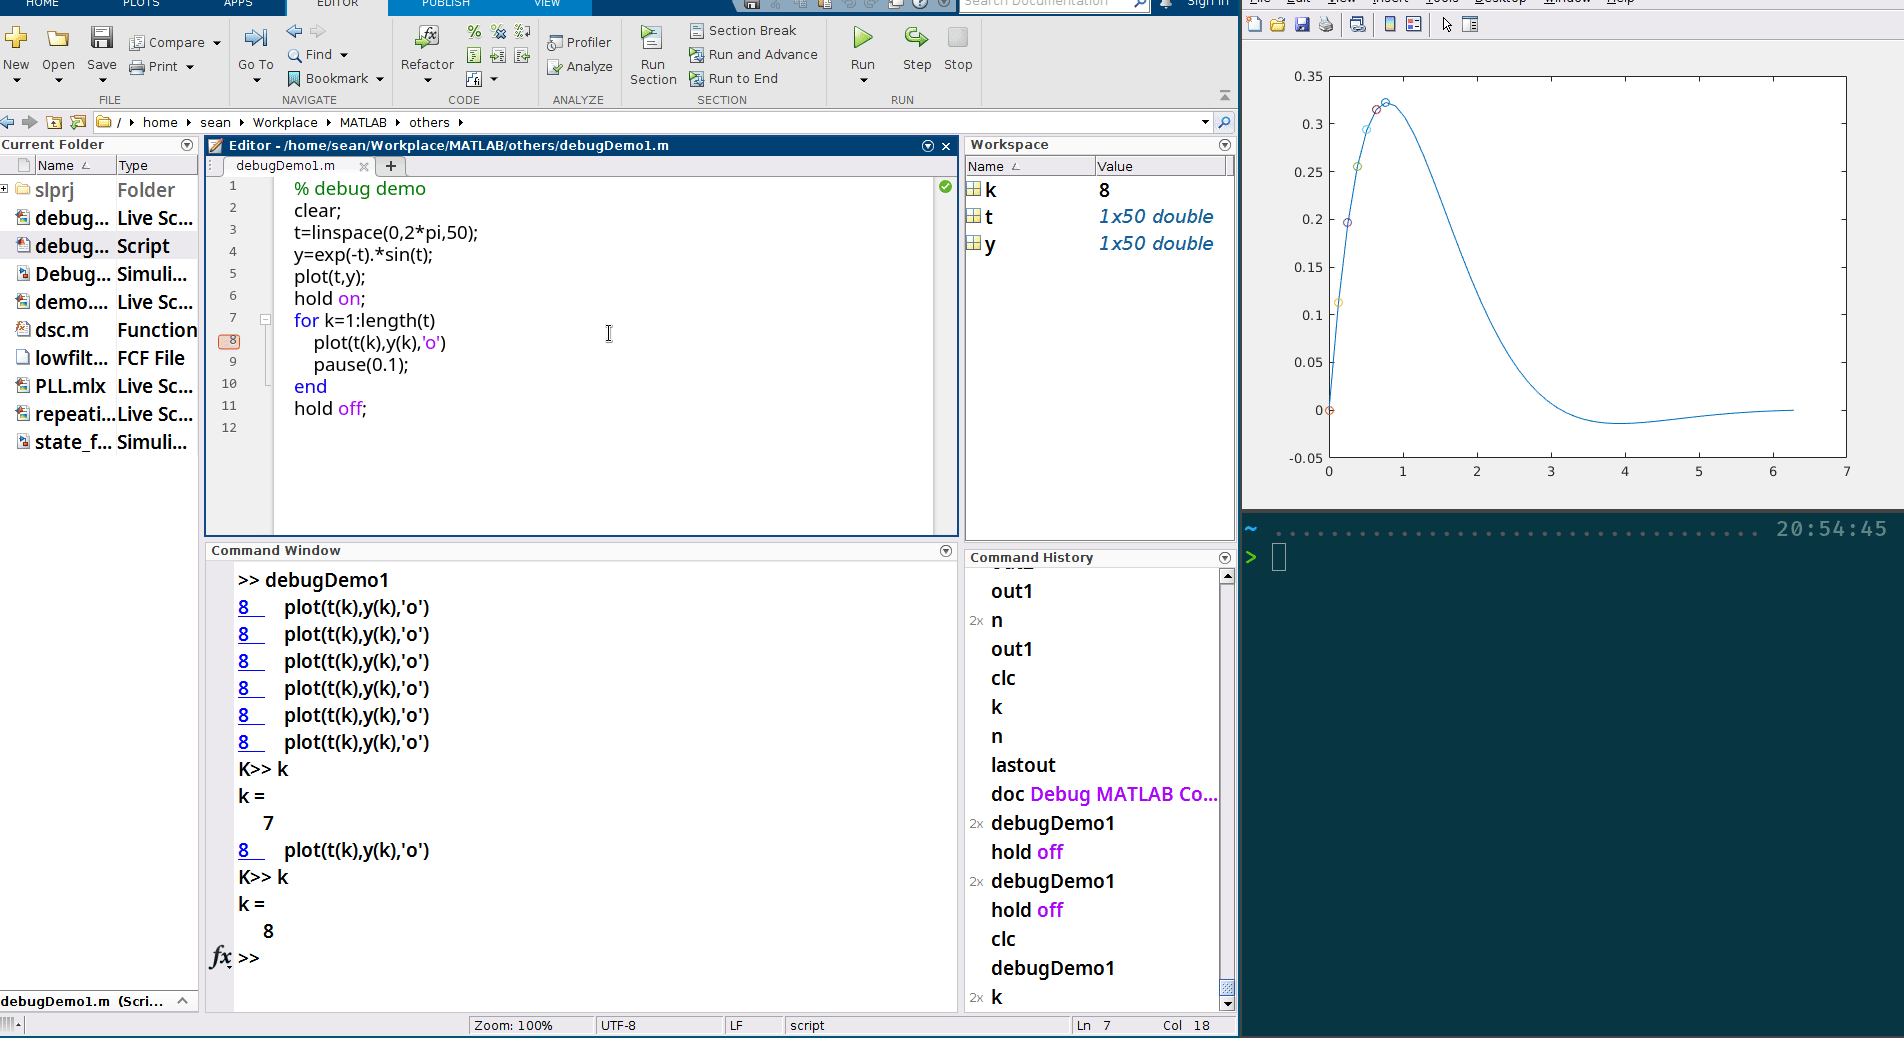 HOME PLOTS APPS EDITOR PUBLISH VIEW Search Documentation Sign In
New Open Save Compare Print
Go To Find Bookmark
Refactor
Profiler Analyze
Run Section Section Break Run and Advance Run to End
Run Step Stop
FILE NAVIGATE CODE ANALYZE SECTION RUN
/ home sean Workplace MATLAB others
Current Folder
Name Type
slprj Folder
debug... Live Sc...
debug... Script
Debug... Simuli...
demo.... Live Sc...
dsc.m Function
lowfilt... FCF File
PLL.mlx Live Sc...
repeati... Live Sc...
state_f... Simuli...
debugDemo1.m (Scri...
Editor - /home/sean/Workplace/MATLAB/others/debugDemo1.m
debugDemo1.m +
1 % debug demo
2 clear;
3 t=linspace(0,2*pi,50);
4 y=exp(-t).*sin(t);
5 plot(t,y);
6 hold on;
7 for k=1:length(t)
8 plot(t(k),y(k),'o')
9 pause(0.1);
10 end
11 hold off;
12
Command Window
>> debugDemo1
8 plot(t(k),y(k),'o')
8 plot(t(k),y(k),'o')
8 plot(t(k),y(k),'o')
8 plot(t(k),y(k),'o')
8 plot(t(k),y(k),'o')
8 plot(t(k),y(k),'o')
K>> k
k =
7
8 plot(t(k),y(k),'o')
K>> k
k =
8
fx >>
Workspace
Name Value
k 8
t 1x50 double
y 1x50 double
Command History
out1
2x n
out1
clc
k
n
lastout
doc Debug MATLAB Co...
2x debugDemo1
hold off
2x debugDemo1
hold off
clc
debugDemo1
2x k
Zoom: 100% UTF-8 LF script Ln 7 Col 18
File Edit View Insert Tools Desktop Window Help
0.35
0.3
0.25
0.2
0.15
0.1
0.05
0
-0.05
0 1 2 3 4 5 6 7
~ .................................. 20:54:45
>